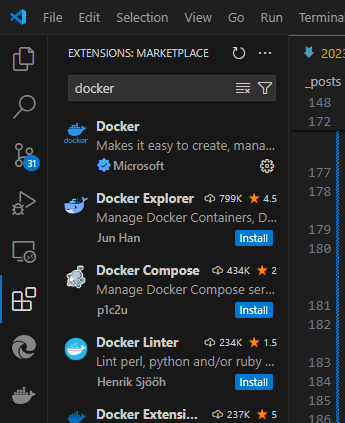 File Edit Selection View Go Run Terminal
EXTENSIONS: MARKETPLACE
2023
docker
_posts
148
172
Docker
docker
Makes it easy to create, mana...
Microsoft
177
178
Docker Explorer 799K 4.5
Manage Docker Containers, D...
Jun Han Install
179
180
31
Docker Compose 434K 2
Manage Docker Compose ser...
p1c2u Install
181
182
Docker Linter 234K 1.5
Lint perl, python and/or ruby ...
Henrik Sjööh Install
183
184
185
Docker Extensi... 237K 5
186